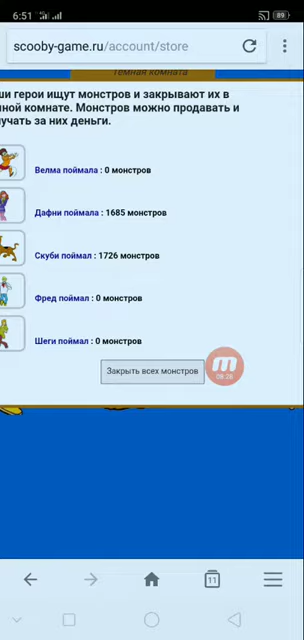 6:51
89
scooby-game.ru/account/store
Темная комната
ши герои ищут монстров и закрывают их в
ной комнате. Монстров можно продавать и
учать за них деньги.
Велма поймала : 0 монстров
Дафни поймала : 1685 монстров
Скуби поймал : 1726 монстров
Фред поймал : 0 монстров
Шеги поймал : 0 монстров
Закрыть всех монстров
11